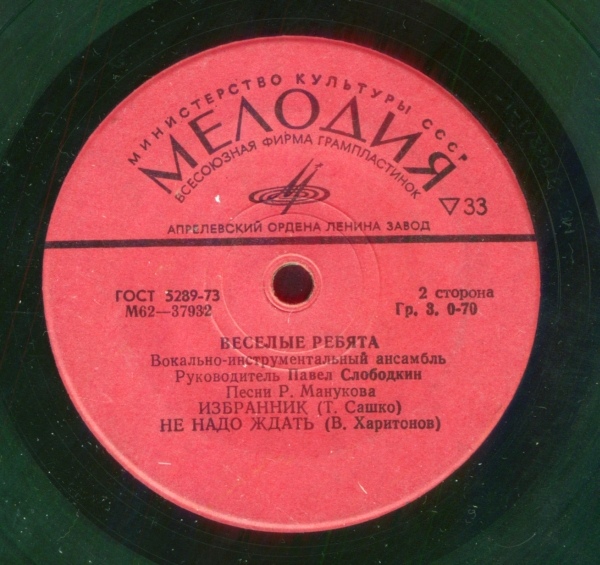 МИНИСТЕРСТВО КУЛЬТУРЫ СССР
МЕЛОДИЯ
ВСЕСОЮЗНАЯ ФИРМА ГРАМПЛАСТИНОК
▽33
АПРЕЛЕВСКИЙ ОРДЕНА ЛЕНИНА ЗАВОД
ГОСТ 5289-73
М62—37932
2 сторона
Гр. 3. 0-70
ВЕСЕЛЫЕ РЕБЯТА
Вокально-инструментальный ансамбль
Руководитель Павел Слободкин
Песни Р. Манукова
ИЗБРАННИК (Т. Сашко)
НЕ НАДО ЖДАТЬ (В. Харитонов)